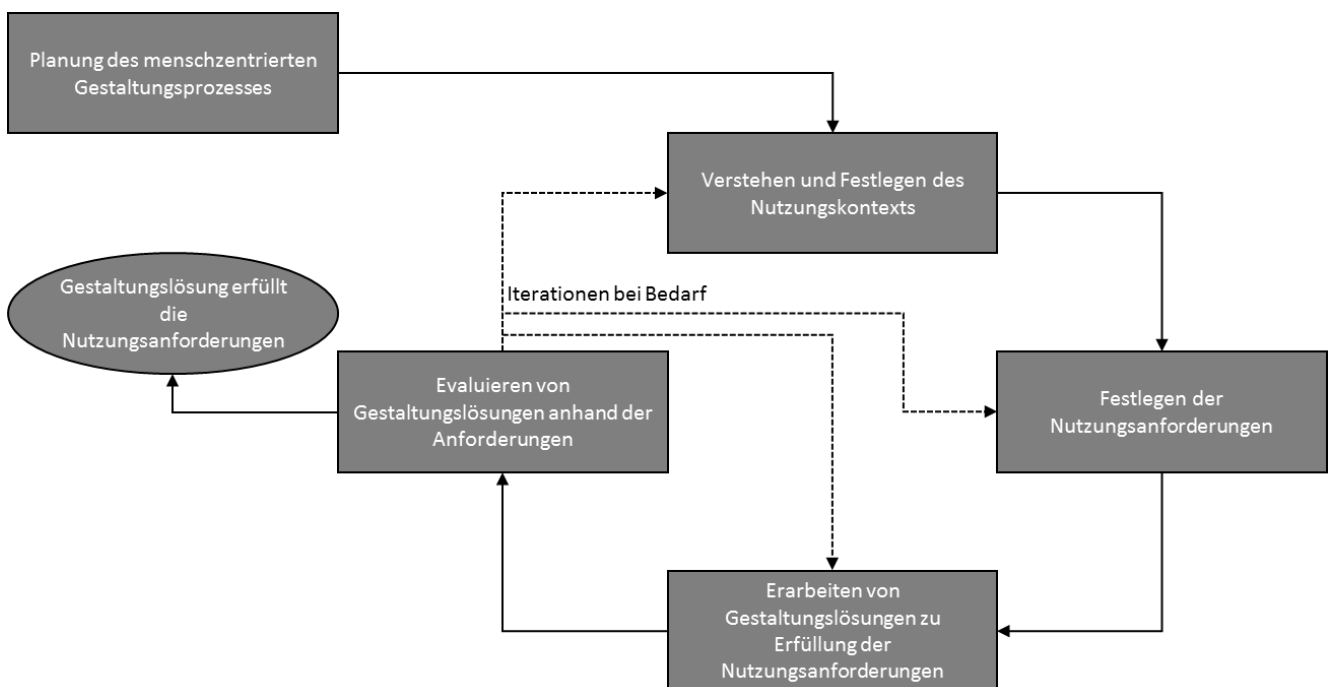 Planung des menschzentrierten
Gestaltungsprozesses
Verstehen und Festlegen des
Nutzungskontexts
Gestaltungslösung erfüllt
die
Nutzungsanforderungen
Iterationen bei Bedarf
Evaluieren von
Gestaltungslösungen anhand der
Anforderungen
Festlegen der
Nutzungsanforderungen
Erarbeiten von
Gestaltungslösungen zu
Erfüllung der
Nutzungsanforderungen